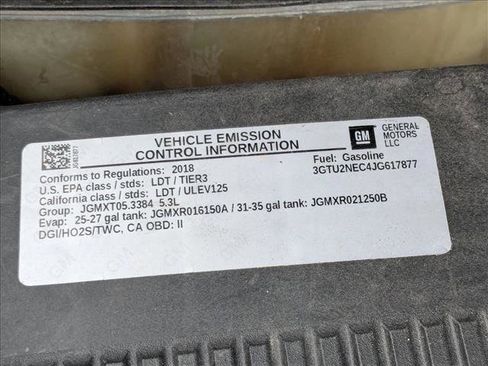 VEHICLE EMISSION
CONTROL INFORMATION
GM
GENERAL
MOTORS
LLC
Conforms to Regulations: 2018
Fuel: Gasoline
U.S. EPA class / stds: LDT / TIER3
3GTU2NEC4JG617877
California class / stds: LDT / ULEV125
Group: JGMXT05.3384 5.3L
Evap: 25-27 gal tank: JGMXR016150A / 31-35 gal tank: JGMXR021250B
DGI/HO2S/TWC, CA OBD: II